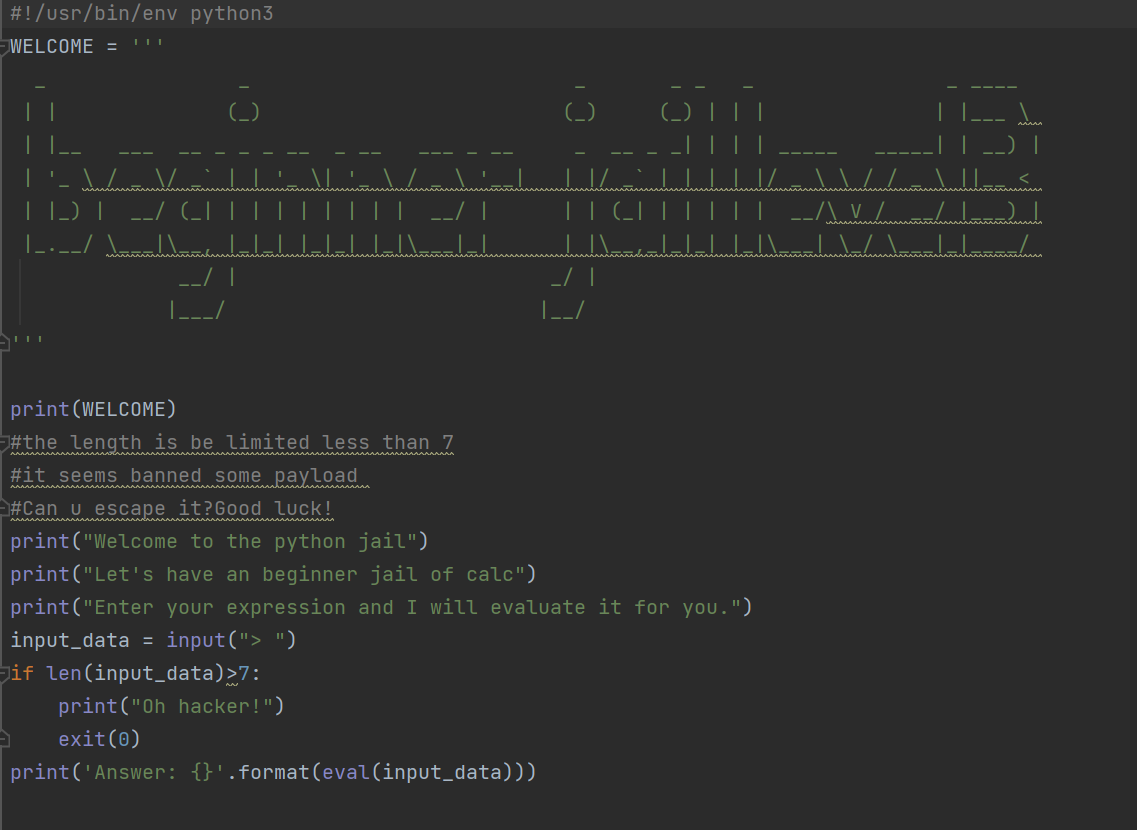 #!/usr/bin/env python3
WELCOME = '''
  _                _                           _       _ _   _                _ ____
 | |              (_)                         (_)     (_) | | |              | |___ \
 | |__   ___  __ _ _ _ __  _ __   ___ _ __     _  __ _ _| | | | _____   _____| | __) |
 | '_ \ / _ \/ _` | | '_ \| '_ \ / _ \ '__|   | |/ _` | | | | |/ _ \ \ / / _ \ ||__ <
 | |_) |  __/ (_| | | | | | | | |  __/ |      | | (_| | | | | |  __/\ V /  __/ |___) |
 |_.__/ \___|\__, |_|_| |_|_| |_|\___|_|      | |\__,_|_|_| |_|\___| \_/ \___|_|____/
              __/ |                          _/ |
             |___/                          |__/
'''
print(WELCOME)
#the length is be limited less than 7
#it seems banned some payload
#Can u escape it?Good luck!
print("Welcome to the python jail")
print("Let's have an beginner jail of calc")
print("Enter your expression and I will evaluate it for you.")
input_data = input("> ")
if len(input_data)>7:
    print("Oh hacker!")
    exit(0)
print('Answer: {}'.format(eval(input_data)))